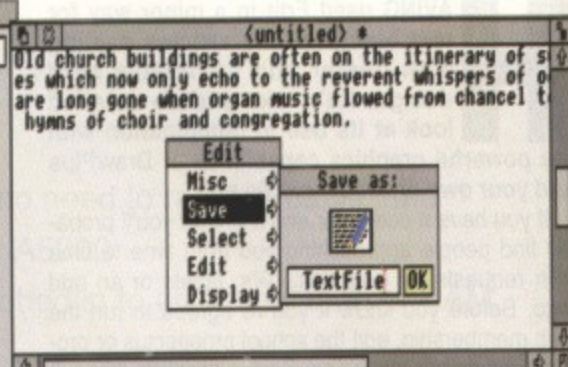 <untitled> *
Old church buildings are often on the itinerary of
es which now only echo to the reverent whispers of
are long gone when organ music flowed from chancel
hymns of choir and congregation.
Edit
Misc
Save
Select
Edit
Display
Save as:
TextFile OK